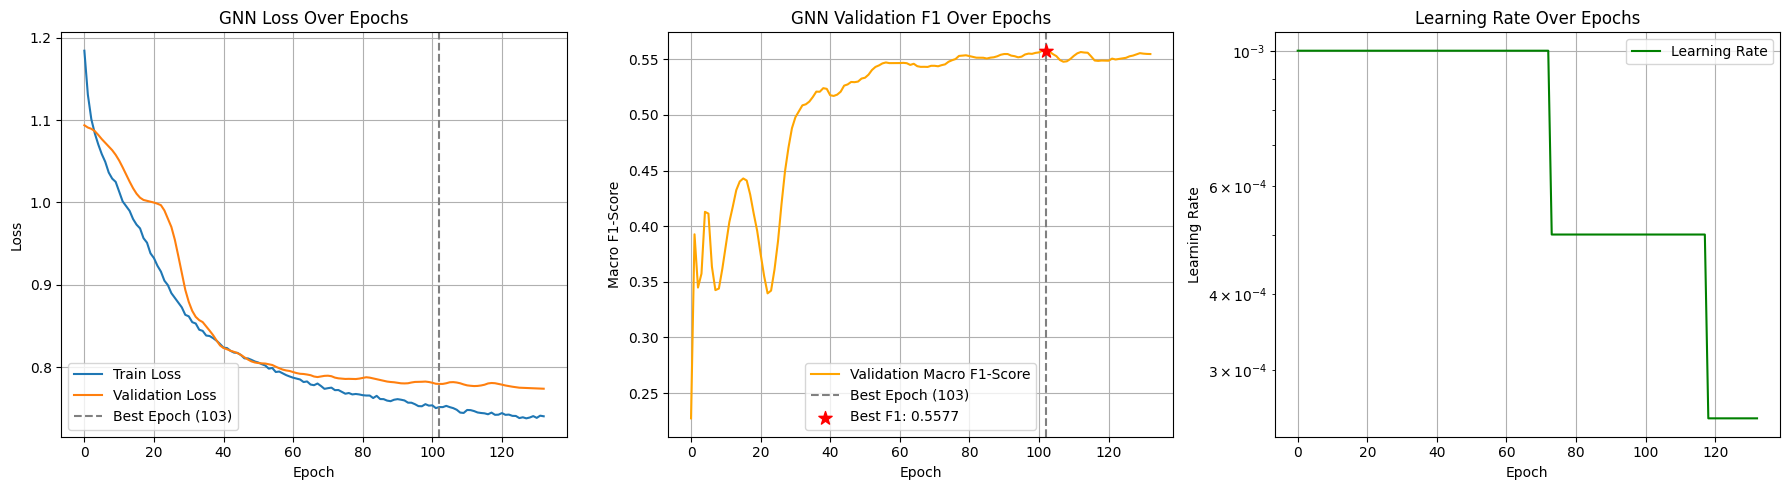 GNN Loss Over Epochs
1.2
1.1
1.0
0.9
0.8
Loss
Train Loss
Validation Loss
Best Epoch (103)
0 20 40 60 80 100 120
Epoch
GNN Validation F1 Over Epochs
0.55
0.50
0.45
0.40
0.35
0.30
0.25
Macro F1-Score
Validation Macro F1-Score
Best Epoch (103)
Best F1: 0.5577
0 20 40 60 80 100 120
Epoch
Learning Rate Over Epochs
Learning Rate
10⁻³
6 × 10⁻⁴
4 × 10⁻⁴
3 × 10⁻⁴
Learning Rate
0 20 40 60 80 100 120
Epoch